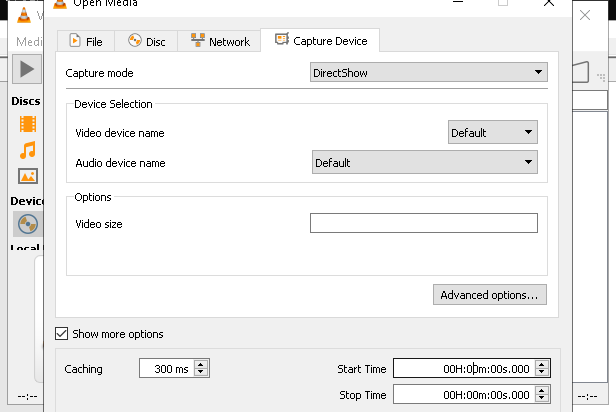 Open Media
Medi
File Disc Network Capture Device
Capture mode DirectShow
Discs
Device Selection
Video device name Default
Audio device name Default
Device
Options
Video size
Local
Advanced options...
Show more options
Caching 300 ms Start Time 00H:00m:00s.000
--:-- Stop Time 00H:00m:00s.000 --:--